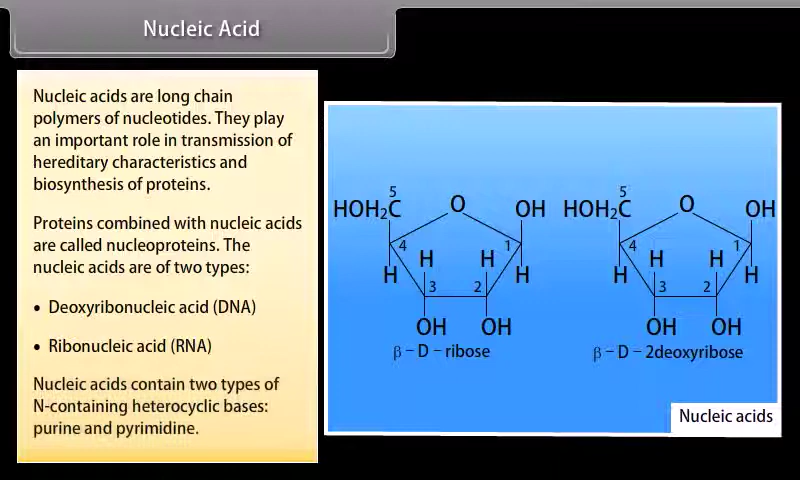 Nucleic Acid
Nucleic acids are long chain
polymers of nucleotides. They play
an important role in transmission of
hereditary characteristics and
biosynthesis of proteins.
Proteins combined with nucleic acids
are called nucleoproteins. The
nucleic acids are of two types:
• Deoxyribonucleic acid (DNA)
• Ribonucleic acid (RNA)
Nucleic acids contain two types of
N-containing heterocyclic bases:
purine and pyrimidine.
5
HOH₂C O OH
4 1
H H
H H
3 2
OH OH
β – D – ribose
5
HOH₂C O OH
4 1
H H
H H
3 2
OH OH
β – D – 2deoxyribose
Nucleic acids